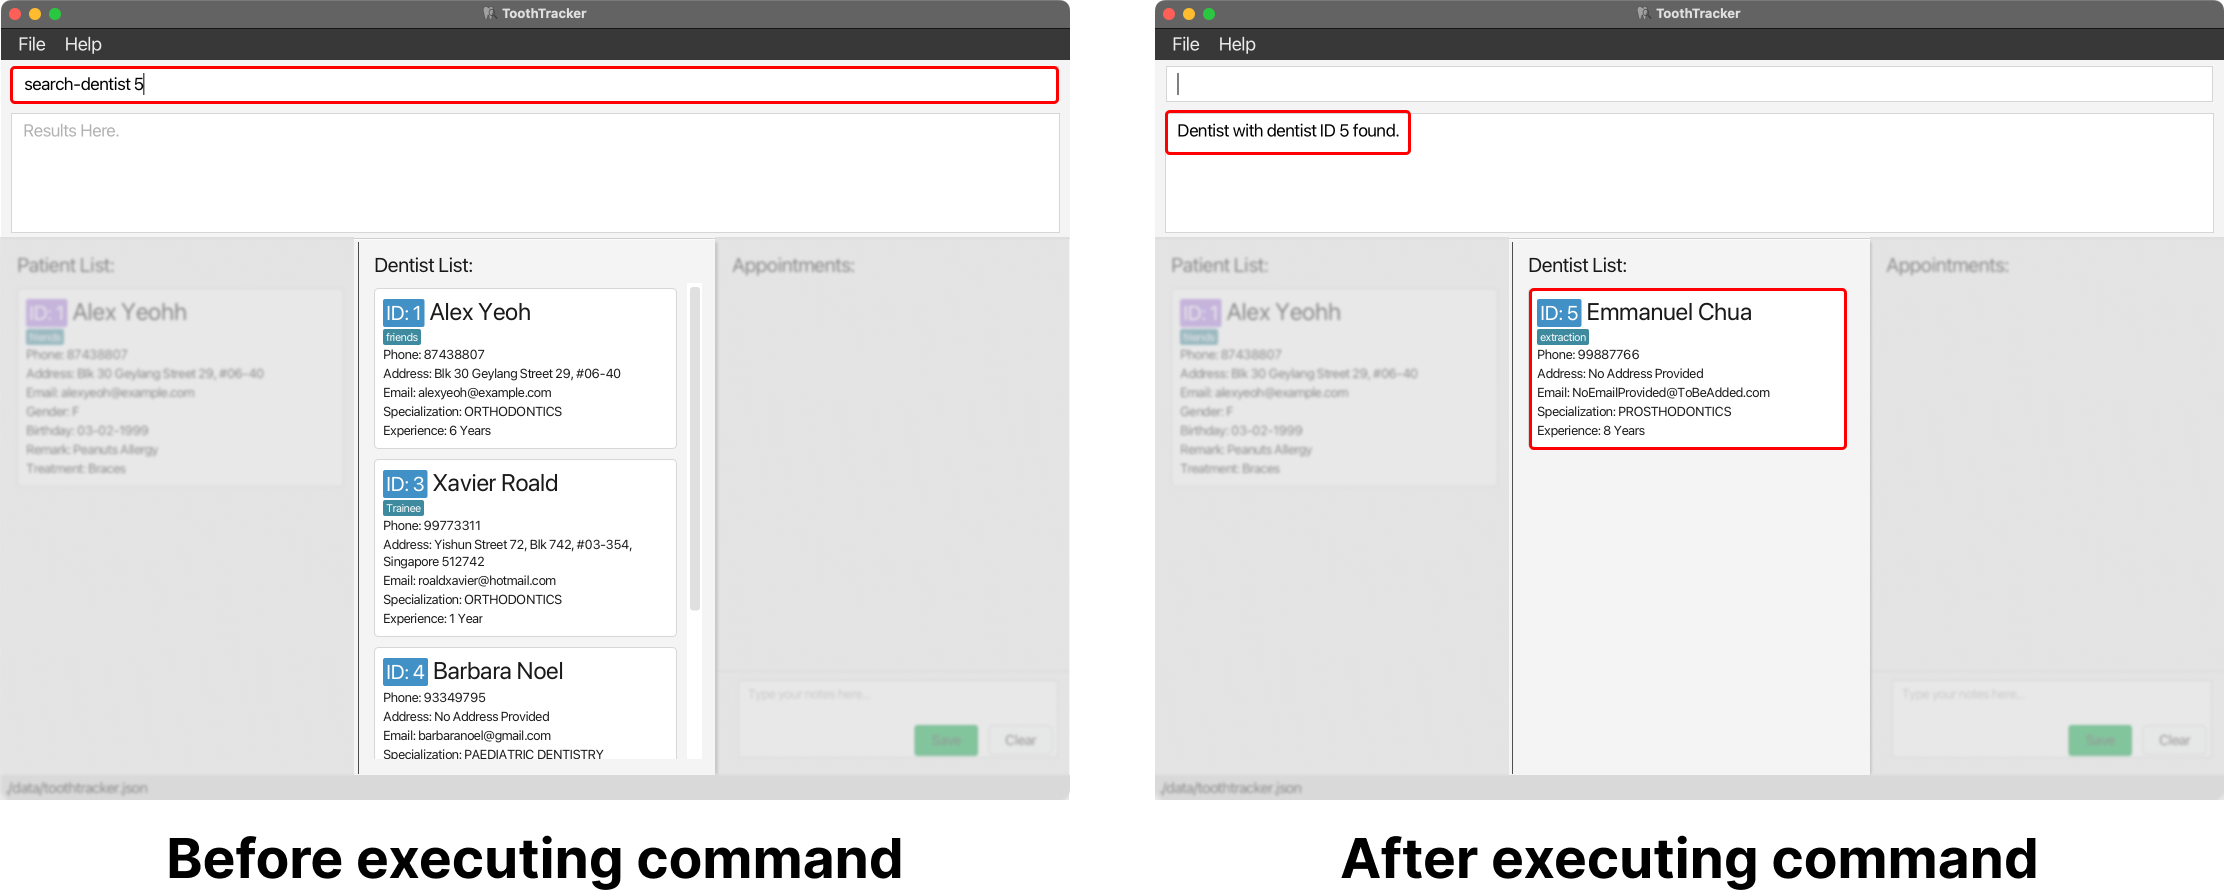 ToothTracker
File Help
search-dentist 5
Results Here.
Patient List:
ID: 1 Alex Yeohh
friends
Phone: 87438807
Address: Blk 30 Geylang Street 29, #06-40
Email: alexyeoh@example.com
Gender: F
Birthday: 03-02-1999
Remark: Peanuts Allergy
Treatment: Braces
Dentist List:
ID: 1 Alex Yeoh
friends
Phone: 87438807
Address: Blk 30 Geylang Street 29, #06-40
Email: alexyeoh@example.com
Specialization: ORTHODONTICS
Experience: 6 Years
ID: 3 Xavier Roald
Trainee
Phone: 99773311
Address: Yishun Street 72, Blk 742, #03-354,
Singapore 512742
Email: roaldxavier@hotmail.com
Specialization: ORTHODONTICS
Experience: 1 Year
ID: 4 Barbara Noel
Phone: 93349795
Address: No Address Provided
Email: barbaranoel@gmail.com
Specialization: PAEDIATRIC DENTISTRY
Appointments:
Type your notes here...
Save Clear
./data/toothtracker.json
Before executing command
ToothTracker
File Help
Dentist with dentist ID 5 found.
Patient List:
ID: 1 Alex Yeohh
friends
Phone: 87438807
Address: Blk 30 Geylang Street 29, #06-40
Email: alexyeoh@example.com
Gender: F
Birthday: 03-02-1999
Remark: Peanuts Allergy
Treatment: Braces
Dentist List:
ID: 5 Emmanuel Chua
extraction
Phone: 99887766
Address: No Address Provided
Email: NoEmailProvided@ToBeAdded.com
Specialization: PROSTHODONTICS
Experience: 8 Years
Appointments:
Type your notes here...
Save Clear
./data/toothtracker.json
After executing command